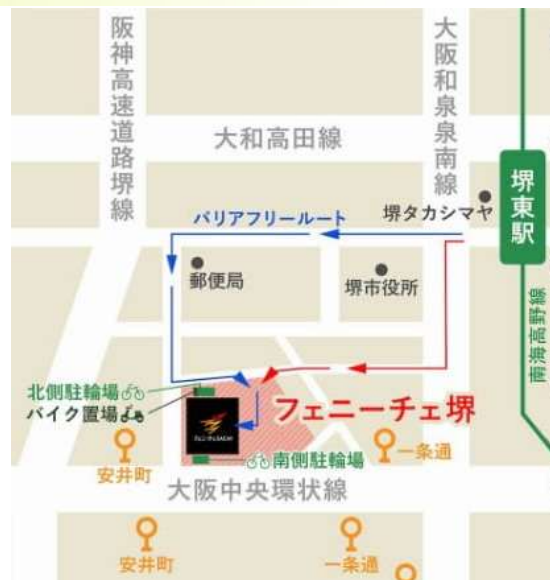 阪神高速道路堺線
大阪和泉泉南線
大和高田線
堺東駅
バリアフリールート
堺タカシマヤ
郵便局
堺市役所
南海高野線
北側駐輪場
バイク置場
フェニーチェ堺
安井町
南側駐輪場
一条通
大阪中央環状線
安井町
一条通